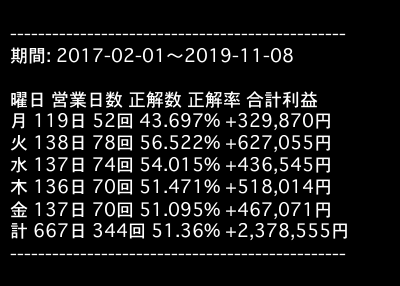 ------------------------------------------------
期間: 2017-02-01〜2019-11-08
曜日 営業日数 正解数 正解率 合計利益
月 119日 52回 43.697% +329,870円
火 138日 78回 56.522% +627,055円
水 137日 74回 54.015% +436,545円
木 136日 70回 51.471% +518,014円
金 137日 70回 51.095% +467,071円
計 667日 344回 51.36% +2,378,555円
------------------------------------------------